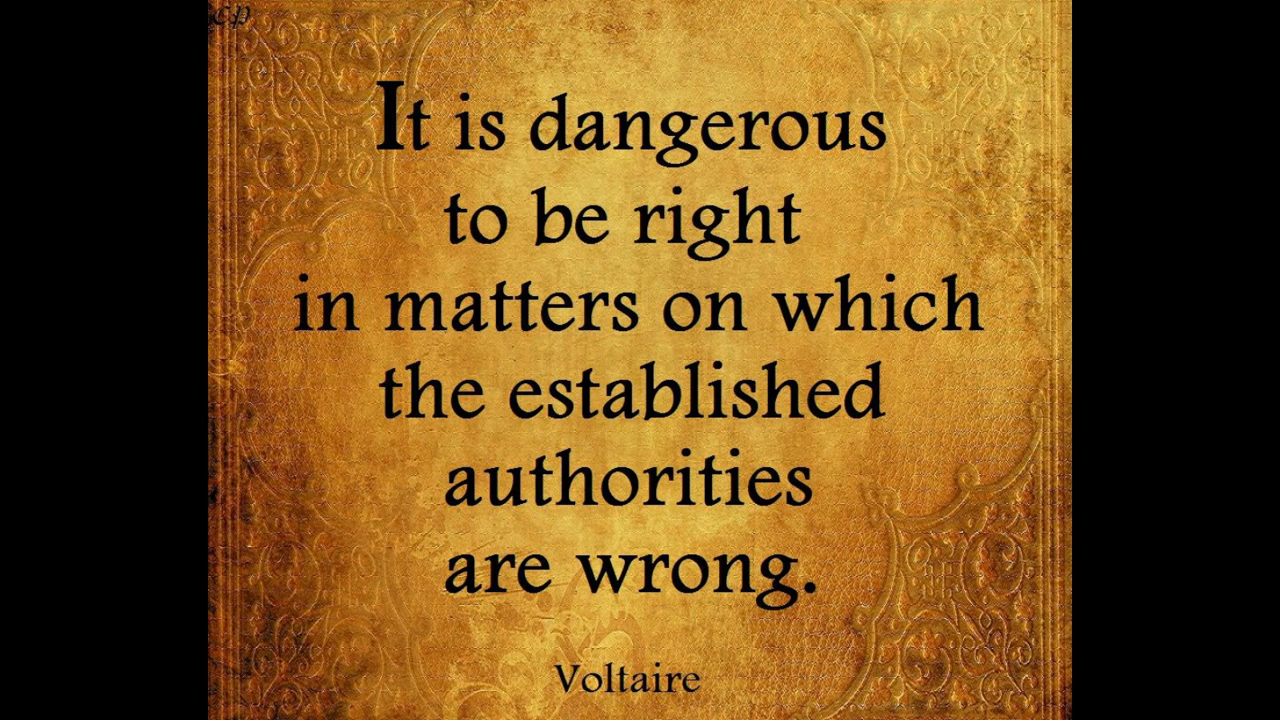 It is dangerous
to be right
in matters on which
the established
authorities
are wrong.
Voltaire